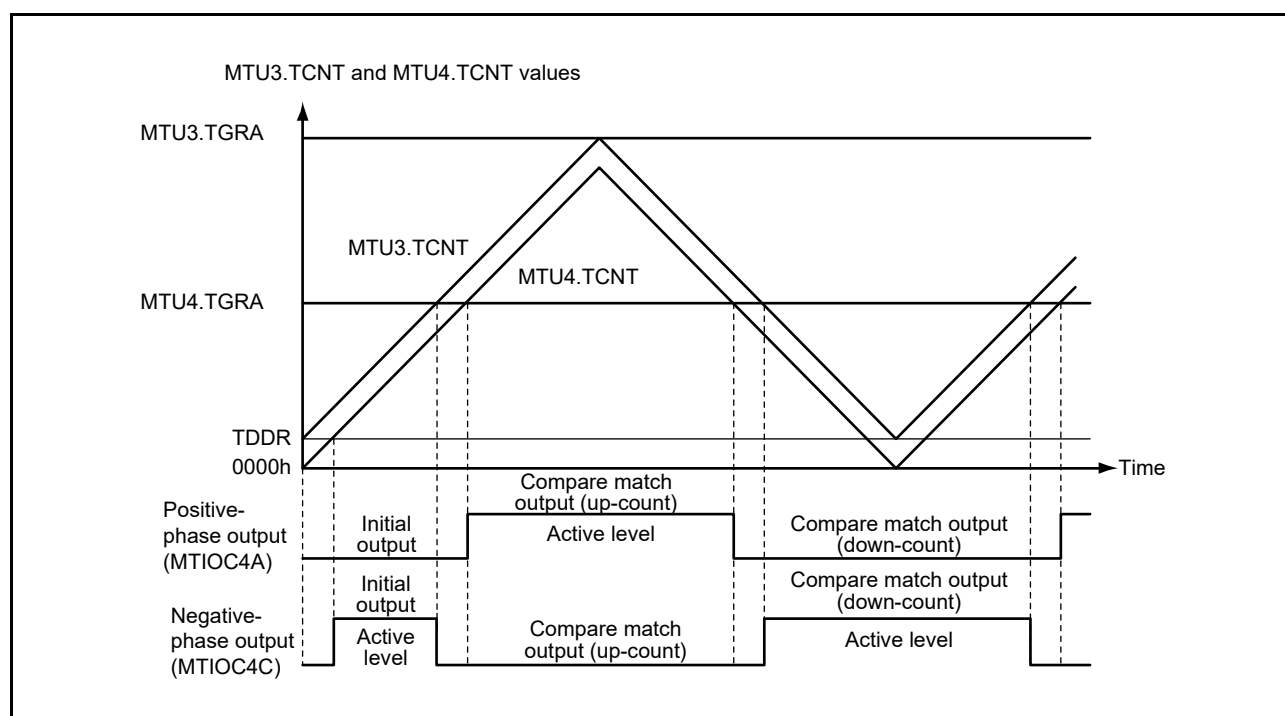 MTU3.TCNT and MTU4.TCNT values
MTU3.TGRA
MTU3.TCNT
MTU4.TCNT
MTU4.TGRA
TDDR
0000h
Time
Positive-
phase output
(MTIOC4A)
Initial
output
Compare match
output (up-count)
Active level
Compare match output
(down-count)
Negative-
phase output
(MTIOC4C)
Initial
output
Active
level
Compare match
output (up-count)
Compare match output
(down-count)
Active level